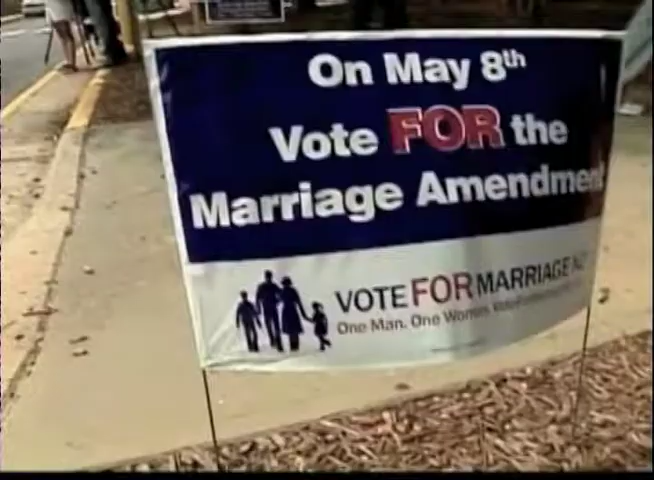 On May 8th
Vote FOR the
Marriage Amendment
VOTE FOR MARRIAGE NC
One Man. One Woman.